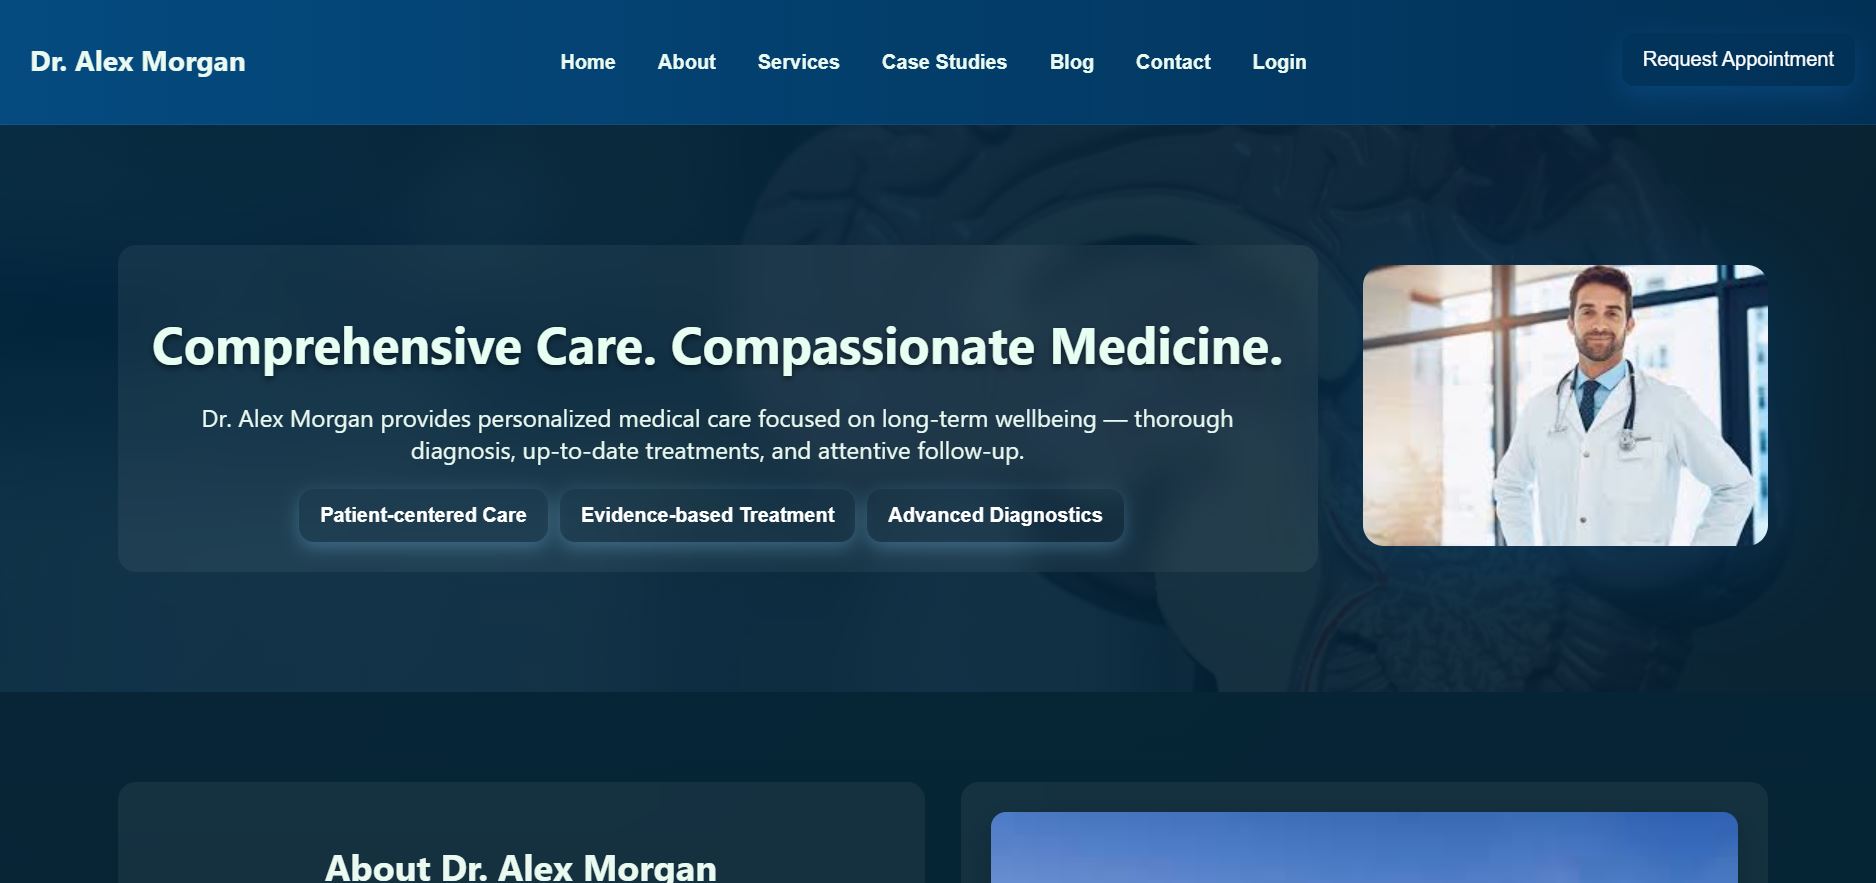 Dr. Alex Morgan
Home
About
Services
Case Studies
Blog
Contact
Login
Request Appointment
Comprehensive Care. Compassionate Medicine.
Dr. Alex Morgan provides personalized medical care focused on long-term wellbeing — thorough
diagnosis, up-to-date treatments, and attentive follow-up.
Patient-centered Care
Evidence-based Treatment
Advanced Diagnostics
About Dr. Alex Morgan